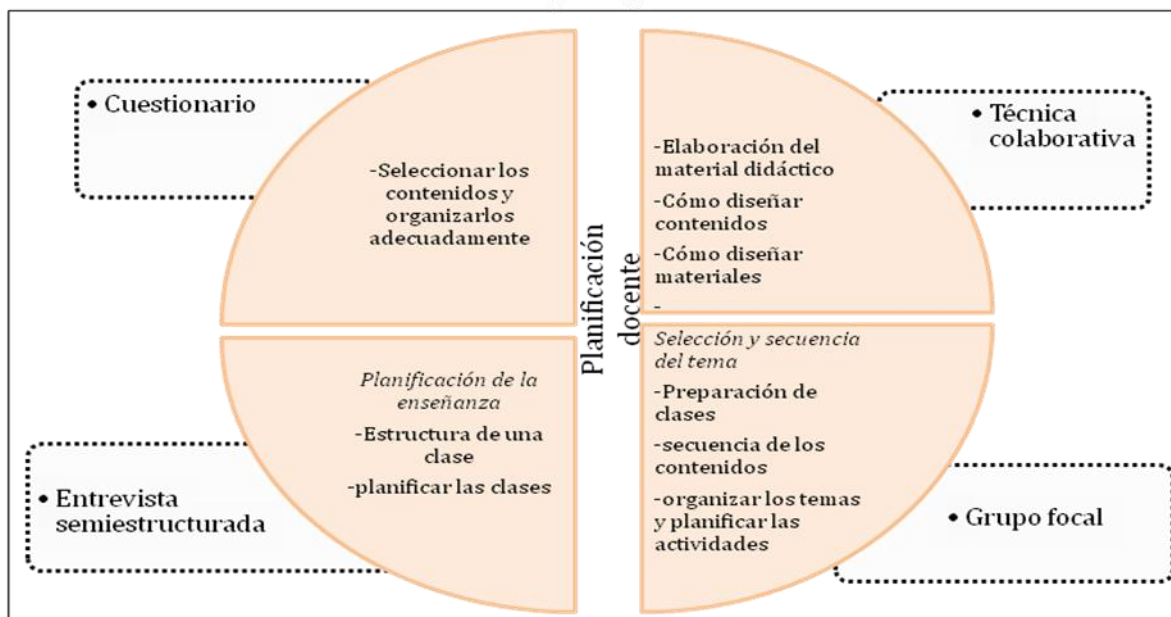 • Cuestionario
-Seleccionar los
contenidos y
organizarlos
adecuadamente
• Técnica
colaborativa
-Elaboración del
material didáctico
-Cómo diseñar
contenidos
-Cómo diseñar
materiales
-
Planificación
docente
Planificación de la
enseñanza
-Estructura de una
clase
-planificar las clases
• Entrevista
semiestructurada
Selección y secuencia
del tema
-Preparación de
clases
-secuencia de los
contenidos
-organizar los temas
y planificar las
actividades
• Grupo focal